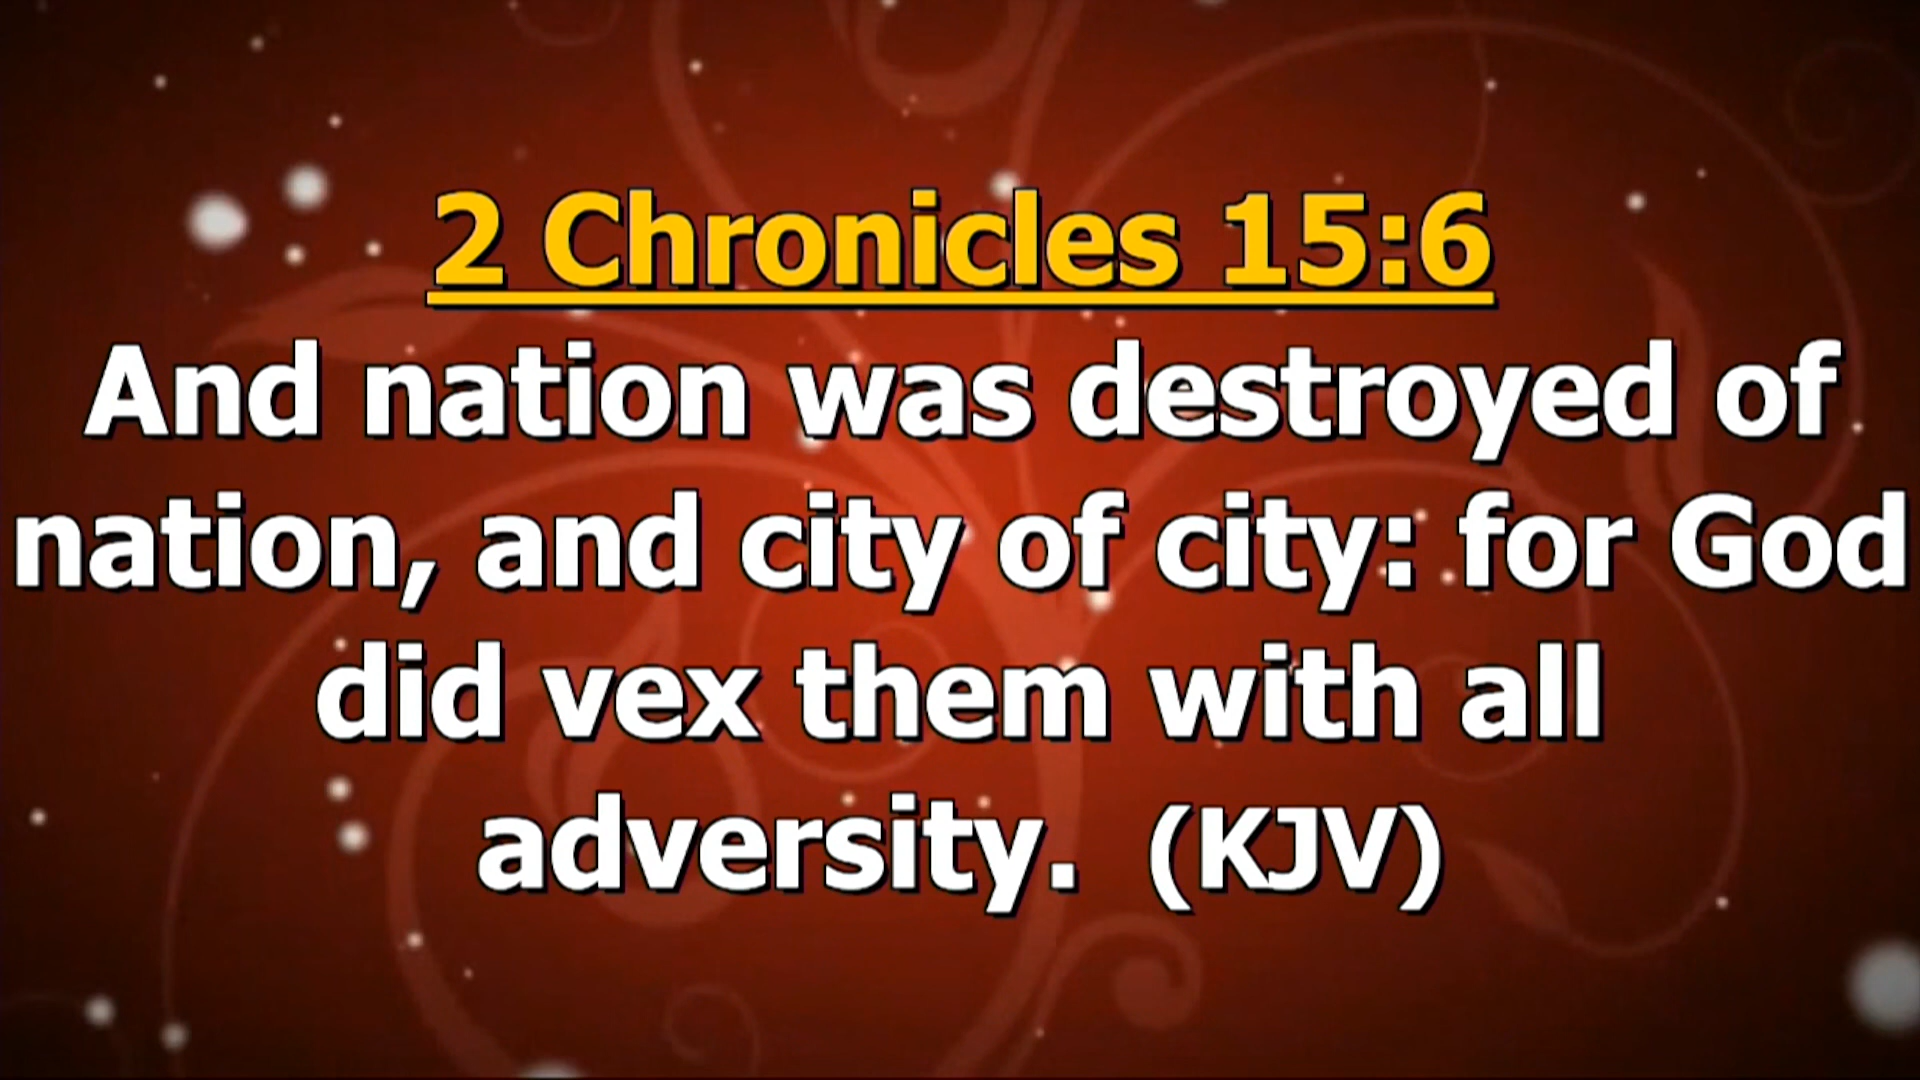 2 Chronicles 15:6
And nation was destroyed of
nation, and city of city: for God
did vex them with all
adversity.  (KJV)